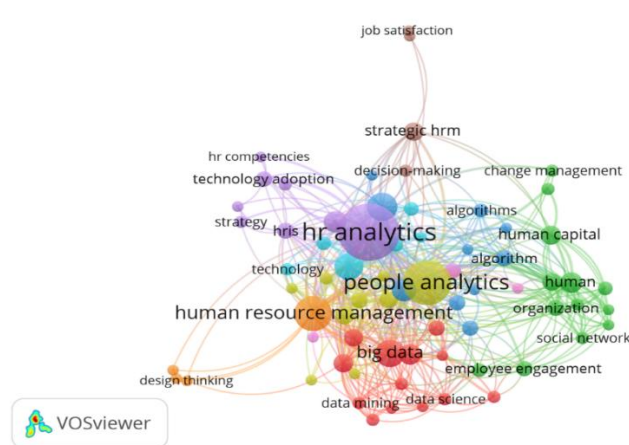 job satisfaction
strategic hrm
hr competencies
decision-making
change management
technology adoption
strategy
algorithms
hris
hr analytics
human capital
algorithm
technology
people analytics
human
human resource management
organization
social network
big data
employee engagement
design thinking
data mining
data science
VOSviewer